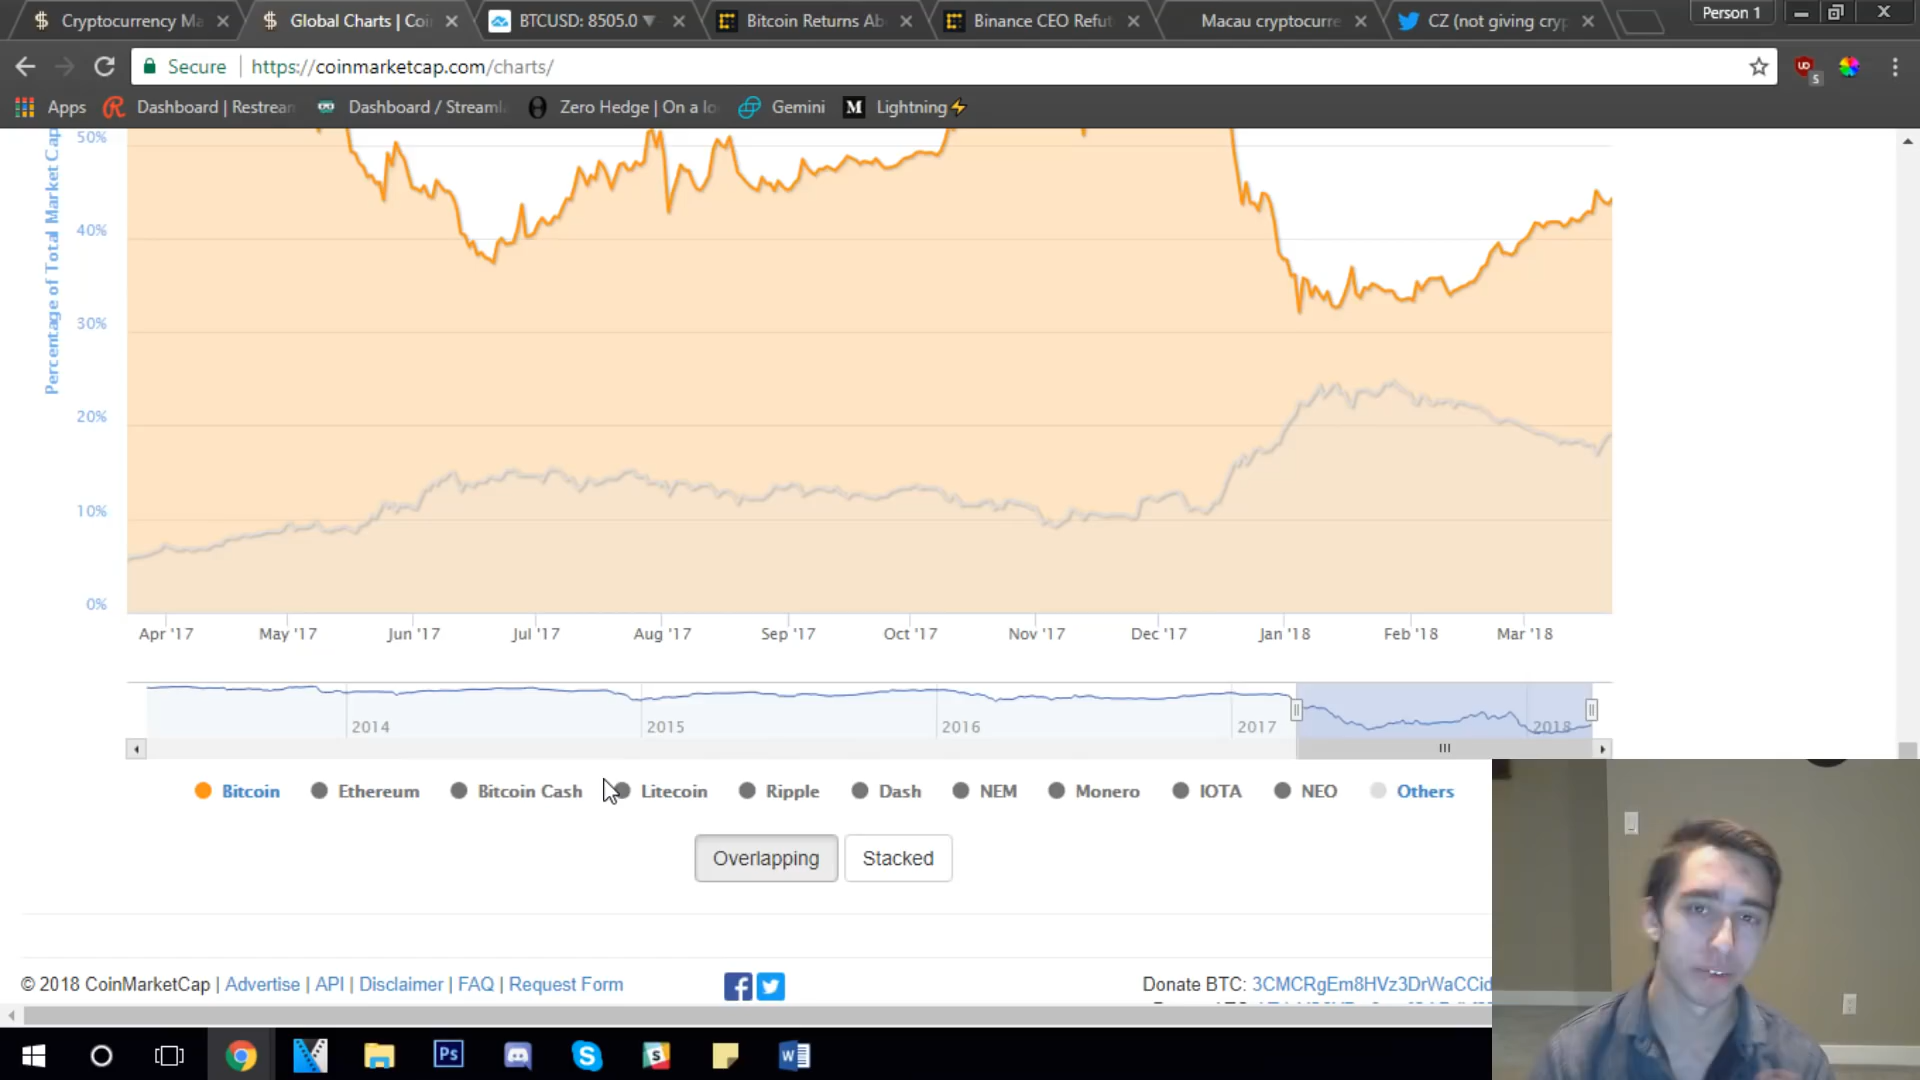 Cryptocurrency Ma
Global Charts | Coi
BTCUSD: 8505.0 ▼
Bitcoin Returns Ab
Binance CEO Refut
Macau cryptocurre
CZ (not giving cryp
Person 1
Secure
https://coinmarketcap.com/charts/
Apps
Dashboard | Restrean
Dashboard / Streamla
Zero Hedge | On a lo
Gemini
M
Lightning⚡
5
Percentage of Total Market Cap
50%
40%
30%
20%
10%
0%
Apr '17
May '17
Jun '17
Jul '17
Aug '17
Sep '17
Oct '17
Nov '17
Dec '17
Jan '18
Feb '18
Mar '18
2014
2015
2016
2017
2018
Bitcoin
Ethereum
Bitcoin Cash
Litecoin
Ripple
Dash
NEM
Monero
IOTA
NEO
Others
Overlapping
Stacked
© 2018 CoinMarketCap | Advertise | API | Disclaimer | FAQ | Request Form
Donate BTC: 3CMCRgEm8HVz3DrWaCCid
Ps